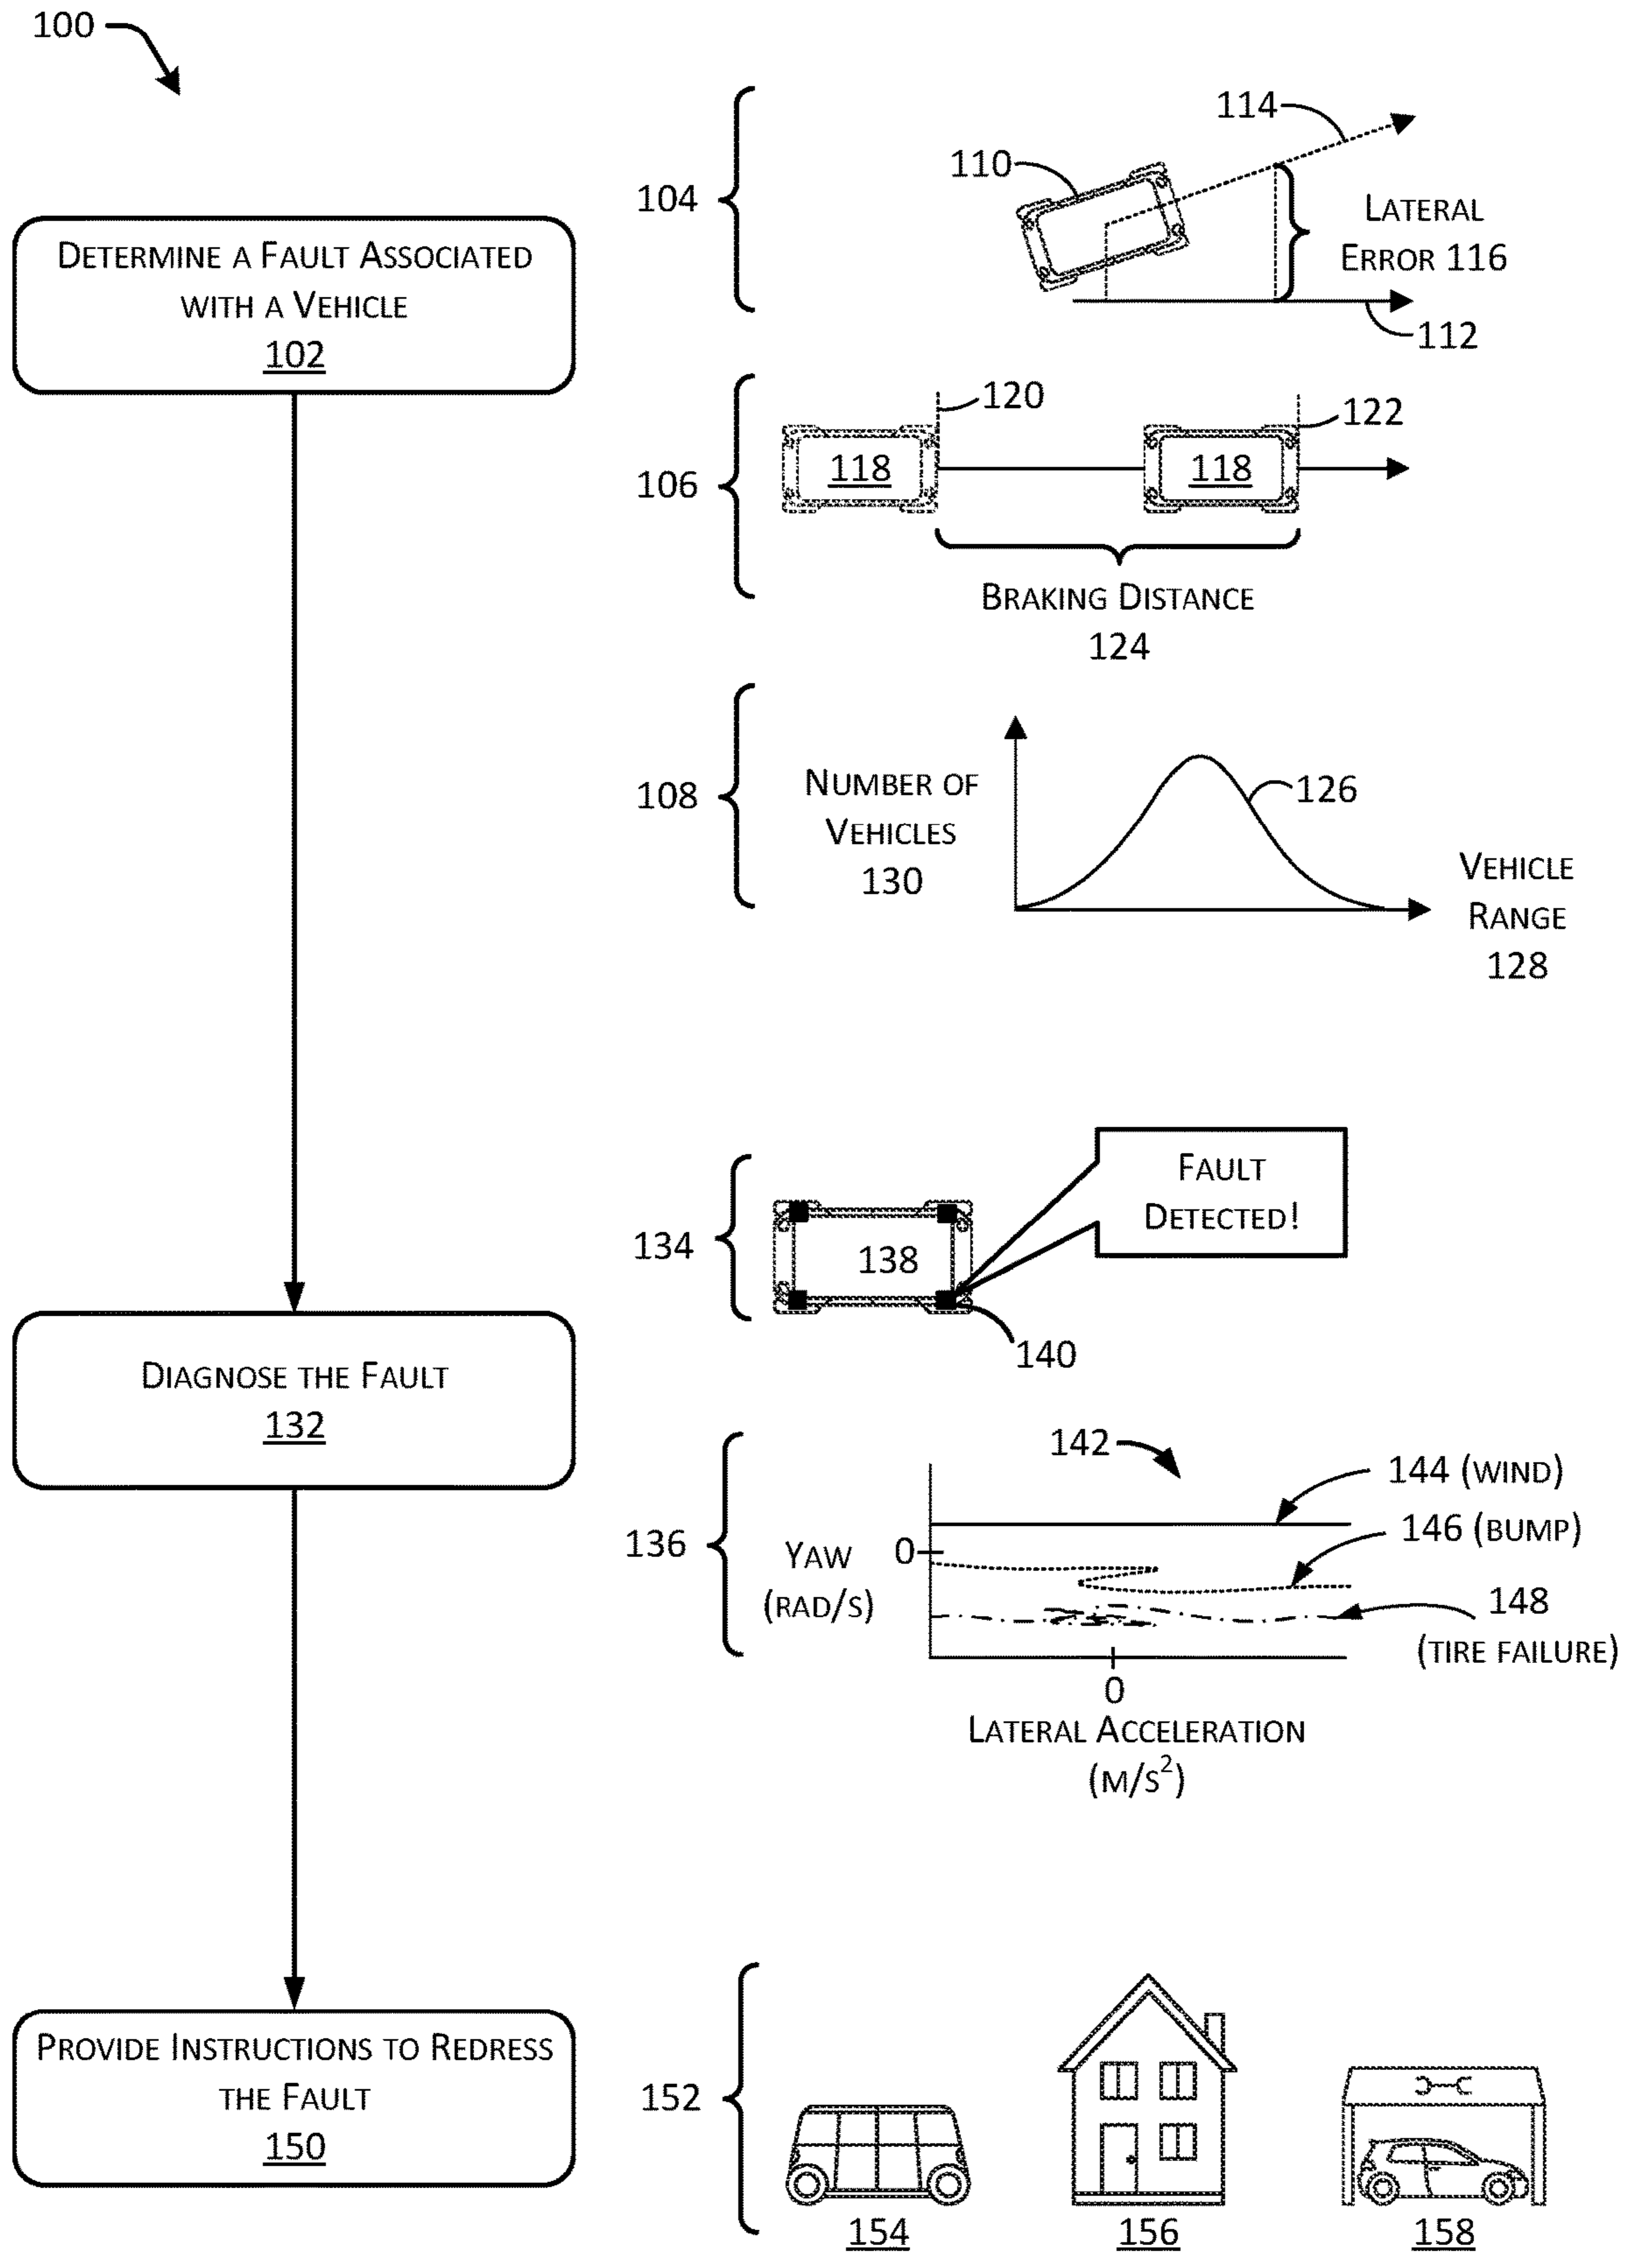 100
114
110
104
LATERAL
ERROR 116
DETERMINE A FAULT ASSOCIATED
WITH A VEHICLE
102
112
120
122
118
118
106
BRAKING DISTANCE
124
108
NUMBER OF
VEHICLES
130
126
VEHICLE
RANGE
128
FAULT
DETECTED!
134
138
140
DIAGNOSE THE FAULT
132
142
144 (WIND)
146 (BUMP)
136
YAW
(RAD/S)
0
148
(TIRE FAILURE)
0
LATERAL ACCELERATION
(M/S²)
PROVIDE INSTRUCTIONS TO REDRESS
THE FAULT
150
152
154
156
158